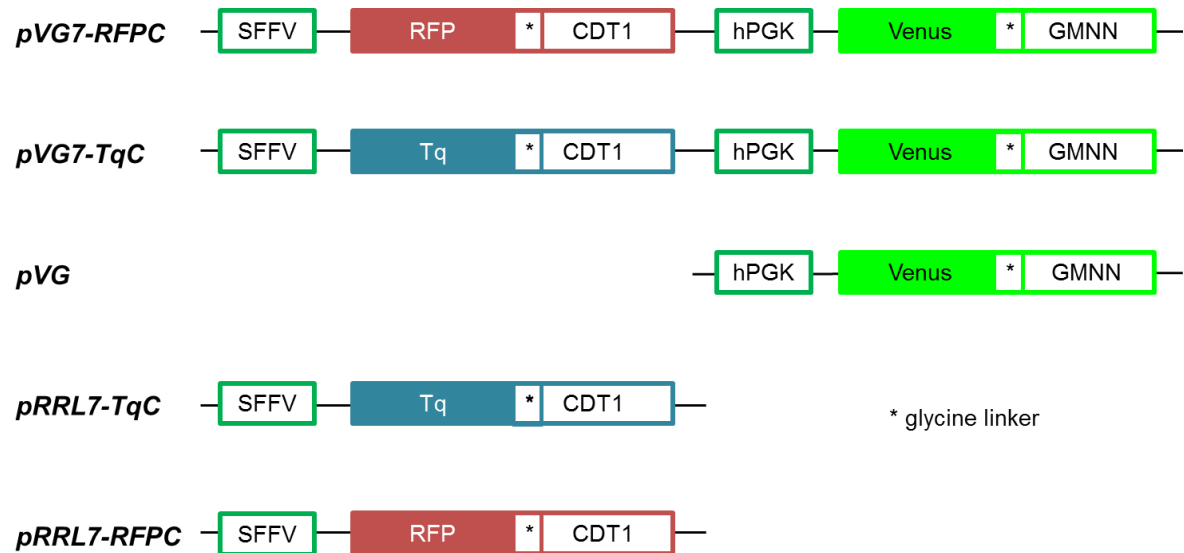 pVG7-RFPC SFFV RFP * CDT1 hPGK Venus * GMNN
pVG7-TqC SFFV Tq * CDT1 hPGK Venus * GMNN
pVG hPGK Venus * GMNN
pRRL7-TqC SFFV Tq * CDT1
* glycine linker
pRRL7-RFPC SFFV RFP * CDT1